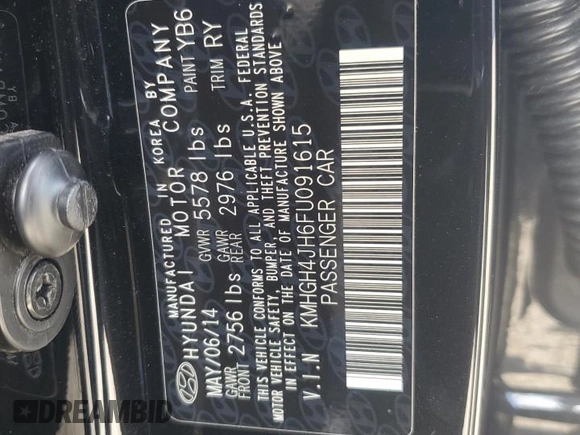 MANUFACTURED IN KOREA BY
HYUNDAI MOTOR COMPANY
MAY/06/14 GVWR 5578 lbs PAINT YB6
GAWR FRONT 2756 lbs GAWR REAR 2976 lbs TRIM RY
THIS VEHICLE CONFORMS TO ALL APPLICABLE U.S.A. FEDERAL
MOTOR VEHICLE SAFETY, BUMPER, AND THEFT PREVENTION STANDARDS
IN EFFECT ON THE DATE OF MANUFACTURE SHOWN ABOVE
V.I.N KMHGH4JH6FU091615
PASSENGER CAR
DREAMBID